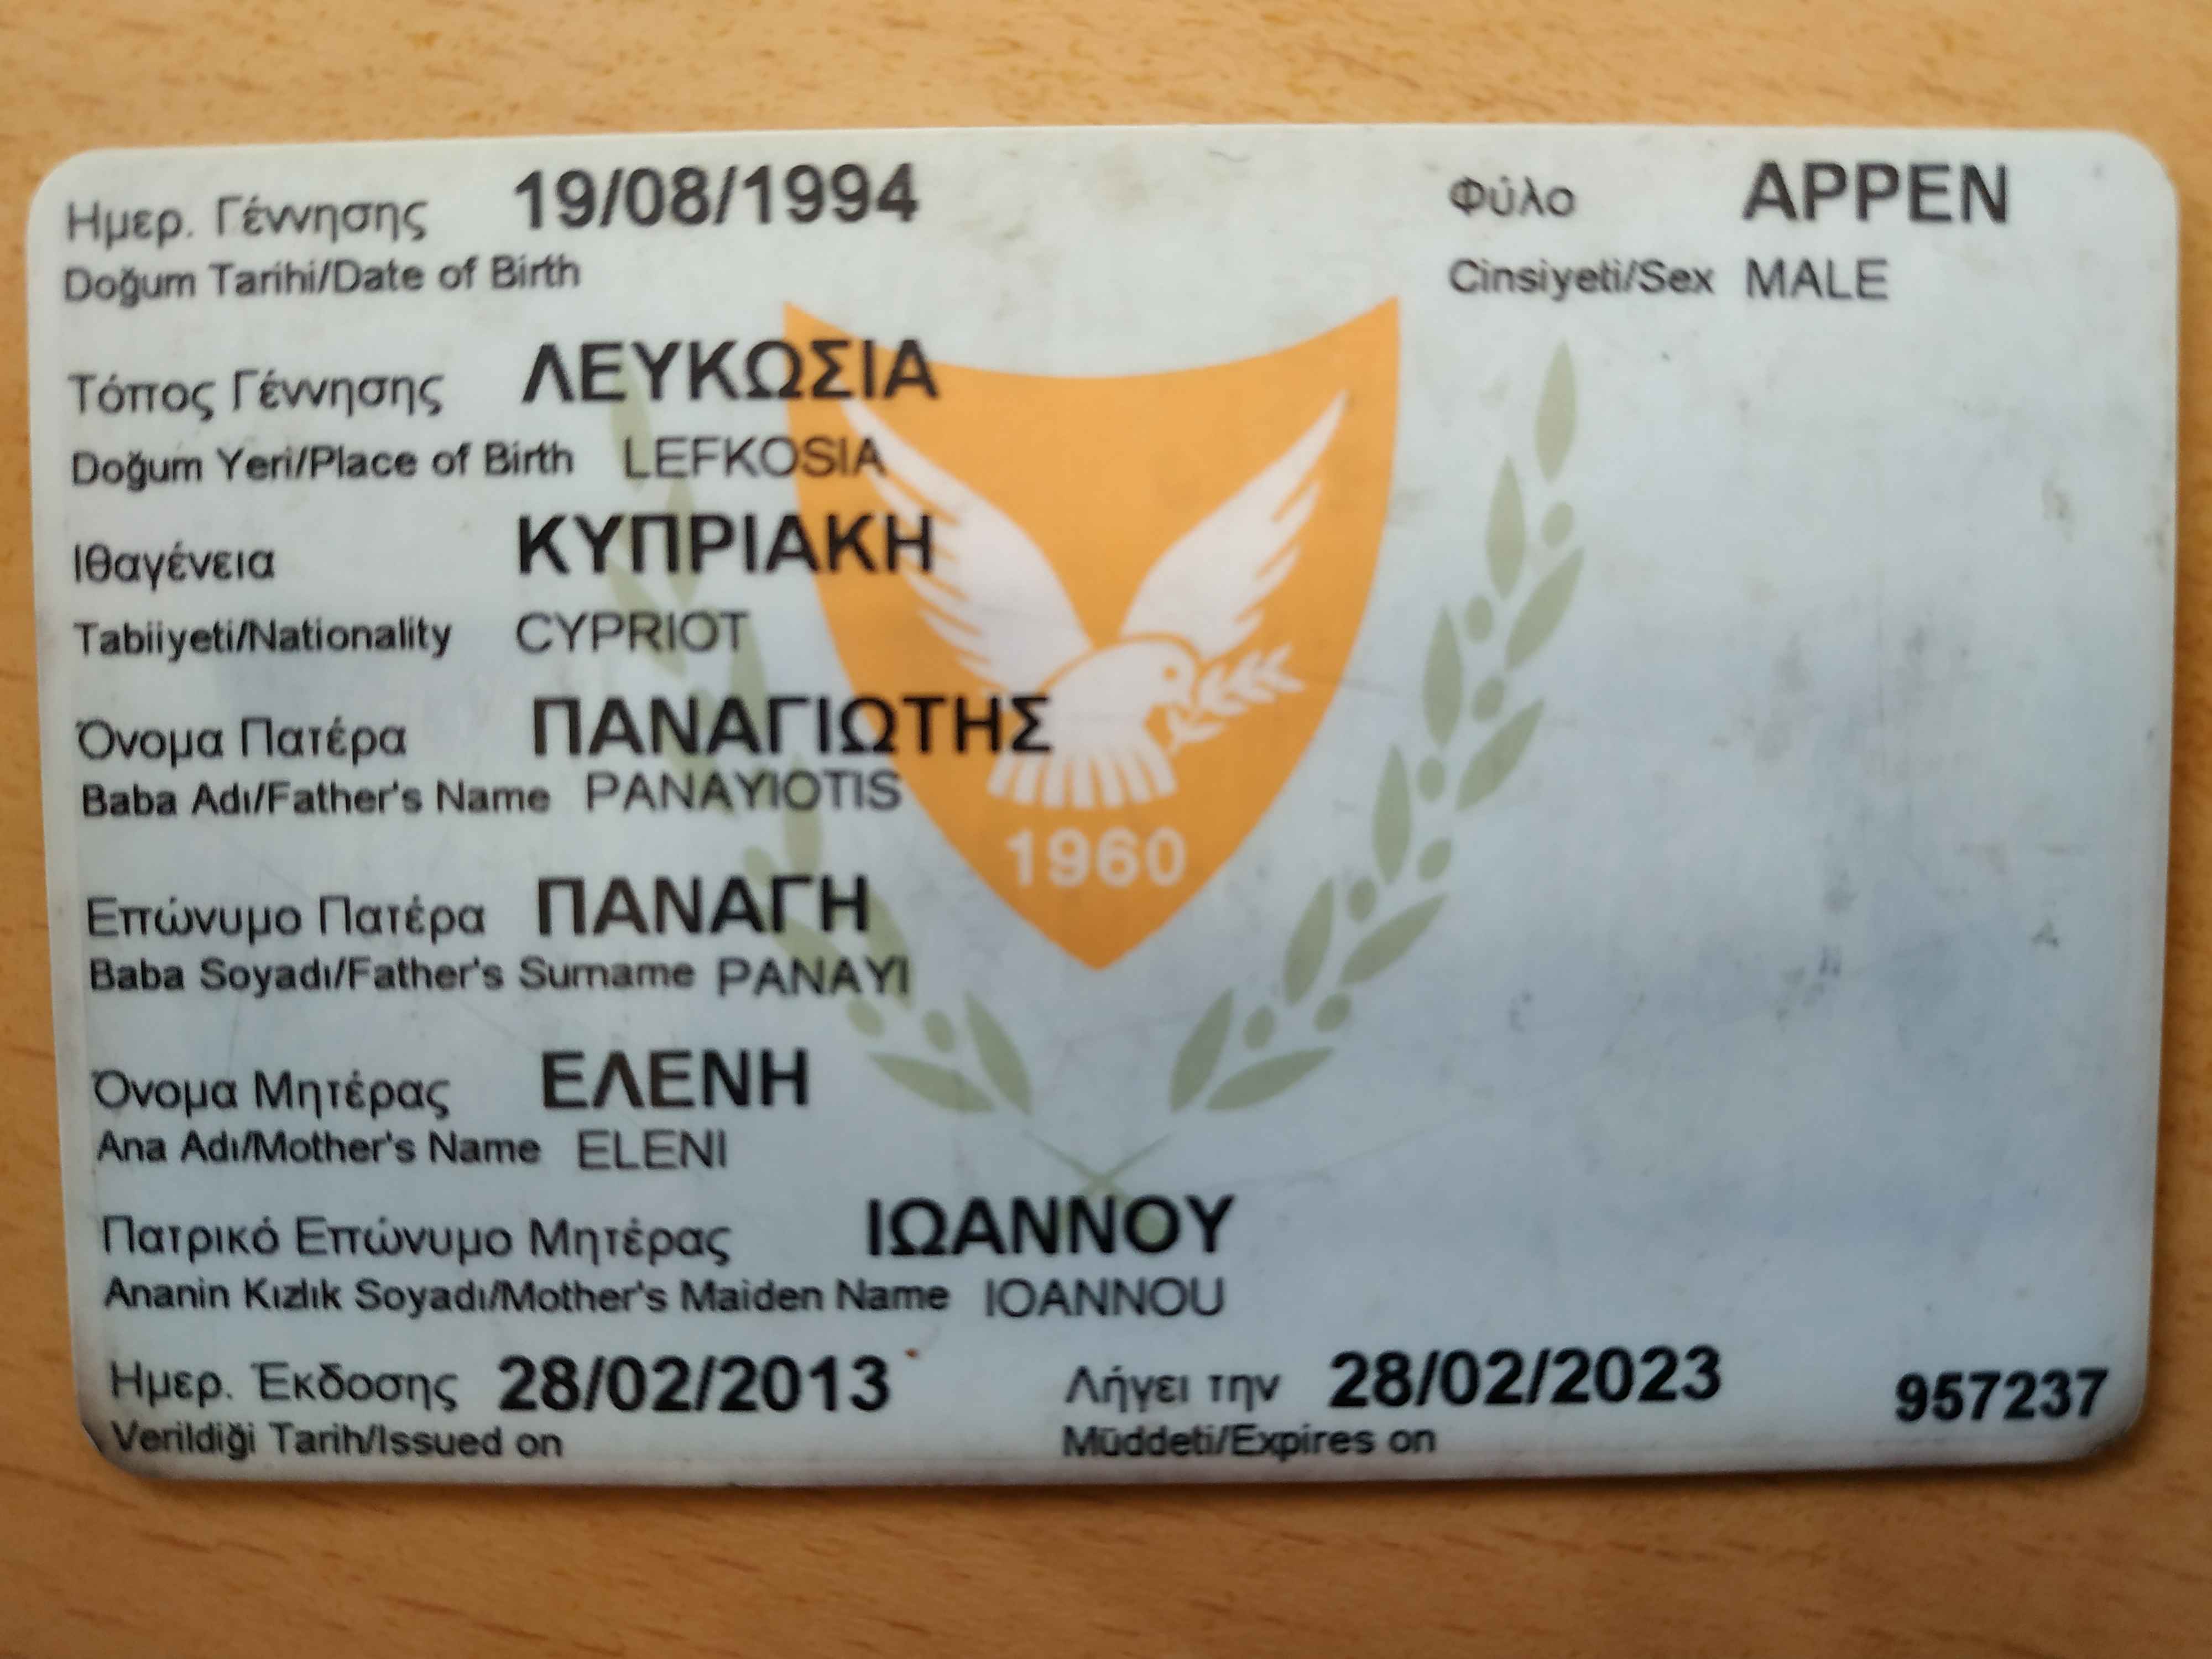 Ημερ. Γέννησης 19/08/1994 Φύλο ΑΡΡΕΝ
Doğum Tarihi/Date of Birth Cinsiyeti/Sex MALE
Τόπος Γέννησης ΛΕΥΚΩΣΙΑ
Doğum Yeri/Place of Birth LEFKOSIA
Ιθαγένεια ΚΥΠΡΙΑΚΗ
Tabiiyeti/Nationality CYPRIOT
Όνομα Πατέρα ΠΑΝΑΓΙΩΤΗΣ
Baba Adı/Father's Name PANAYIOTIS
1960
Επώνυμο Πατέρα ΠΑΝΑΓΗ
Baba Soyadı/Father's Surname PANAYI
Όνομα Μητέρας ΕΛΕΝΗ
Ana Adı/Mother's Name ELENI
Πατρικό Επώνυμο Μητέρας ΙΩΑΝΝΟΥ
Ananin Kızlık Soyadı/Mother's Maiden Name IOANNOU
Ημερ. Έκδοσης 28/02/2013 Λήγει την 28/02/2023 957237
Verildiği Tarih/Issued on Müddeti/Expires on